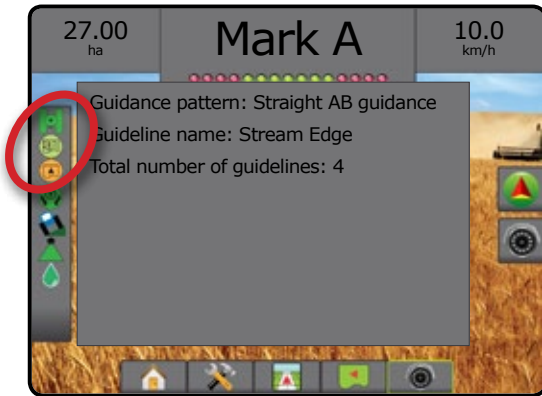 27.00
ha
Mark A
10.0
km/h
Guidance pattern: Straight AB guidance
Guideline name: Stream Edge
Total number of guidelines: 4